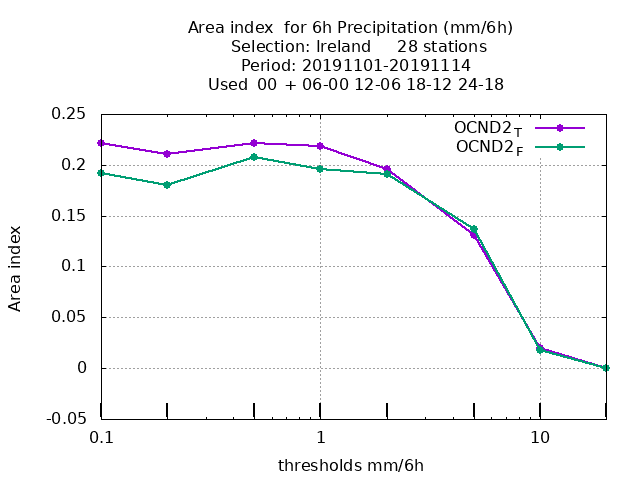 Area index  for 6h Precipitation (mm/6h)
Selection: Ireland     28 stations
Period: 20191101-20191114
Used  00  + 06-00 12-06 18-12 24-18
OCND2_T
OCND2_F
0.25
0.2
0.15
0.1
0.05
0
-0.05
Area index
0.1 1 10
thresholds mm/6h